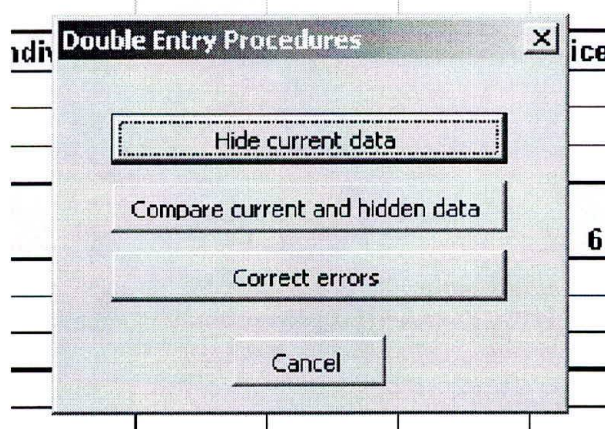 Double Entry Procedures
Hide current data
Compare current and hidden data
6
Correct errors
Cancel